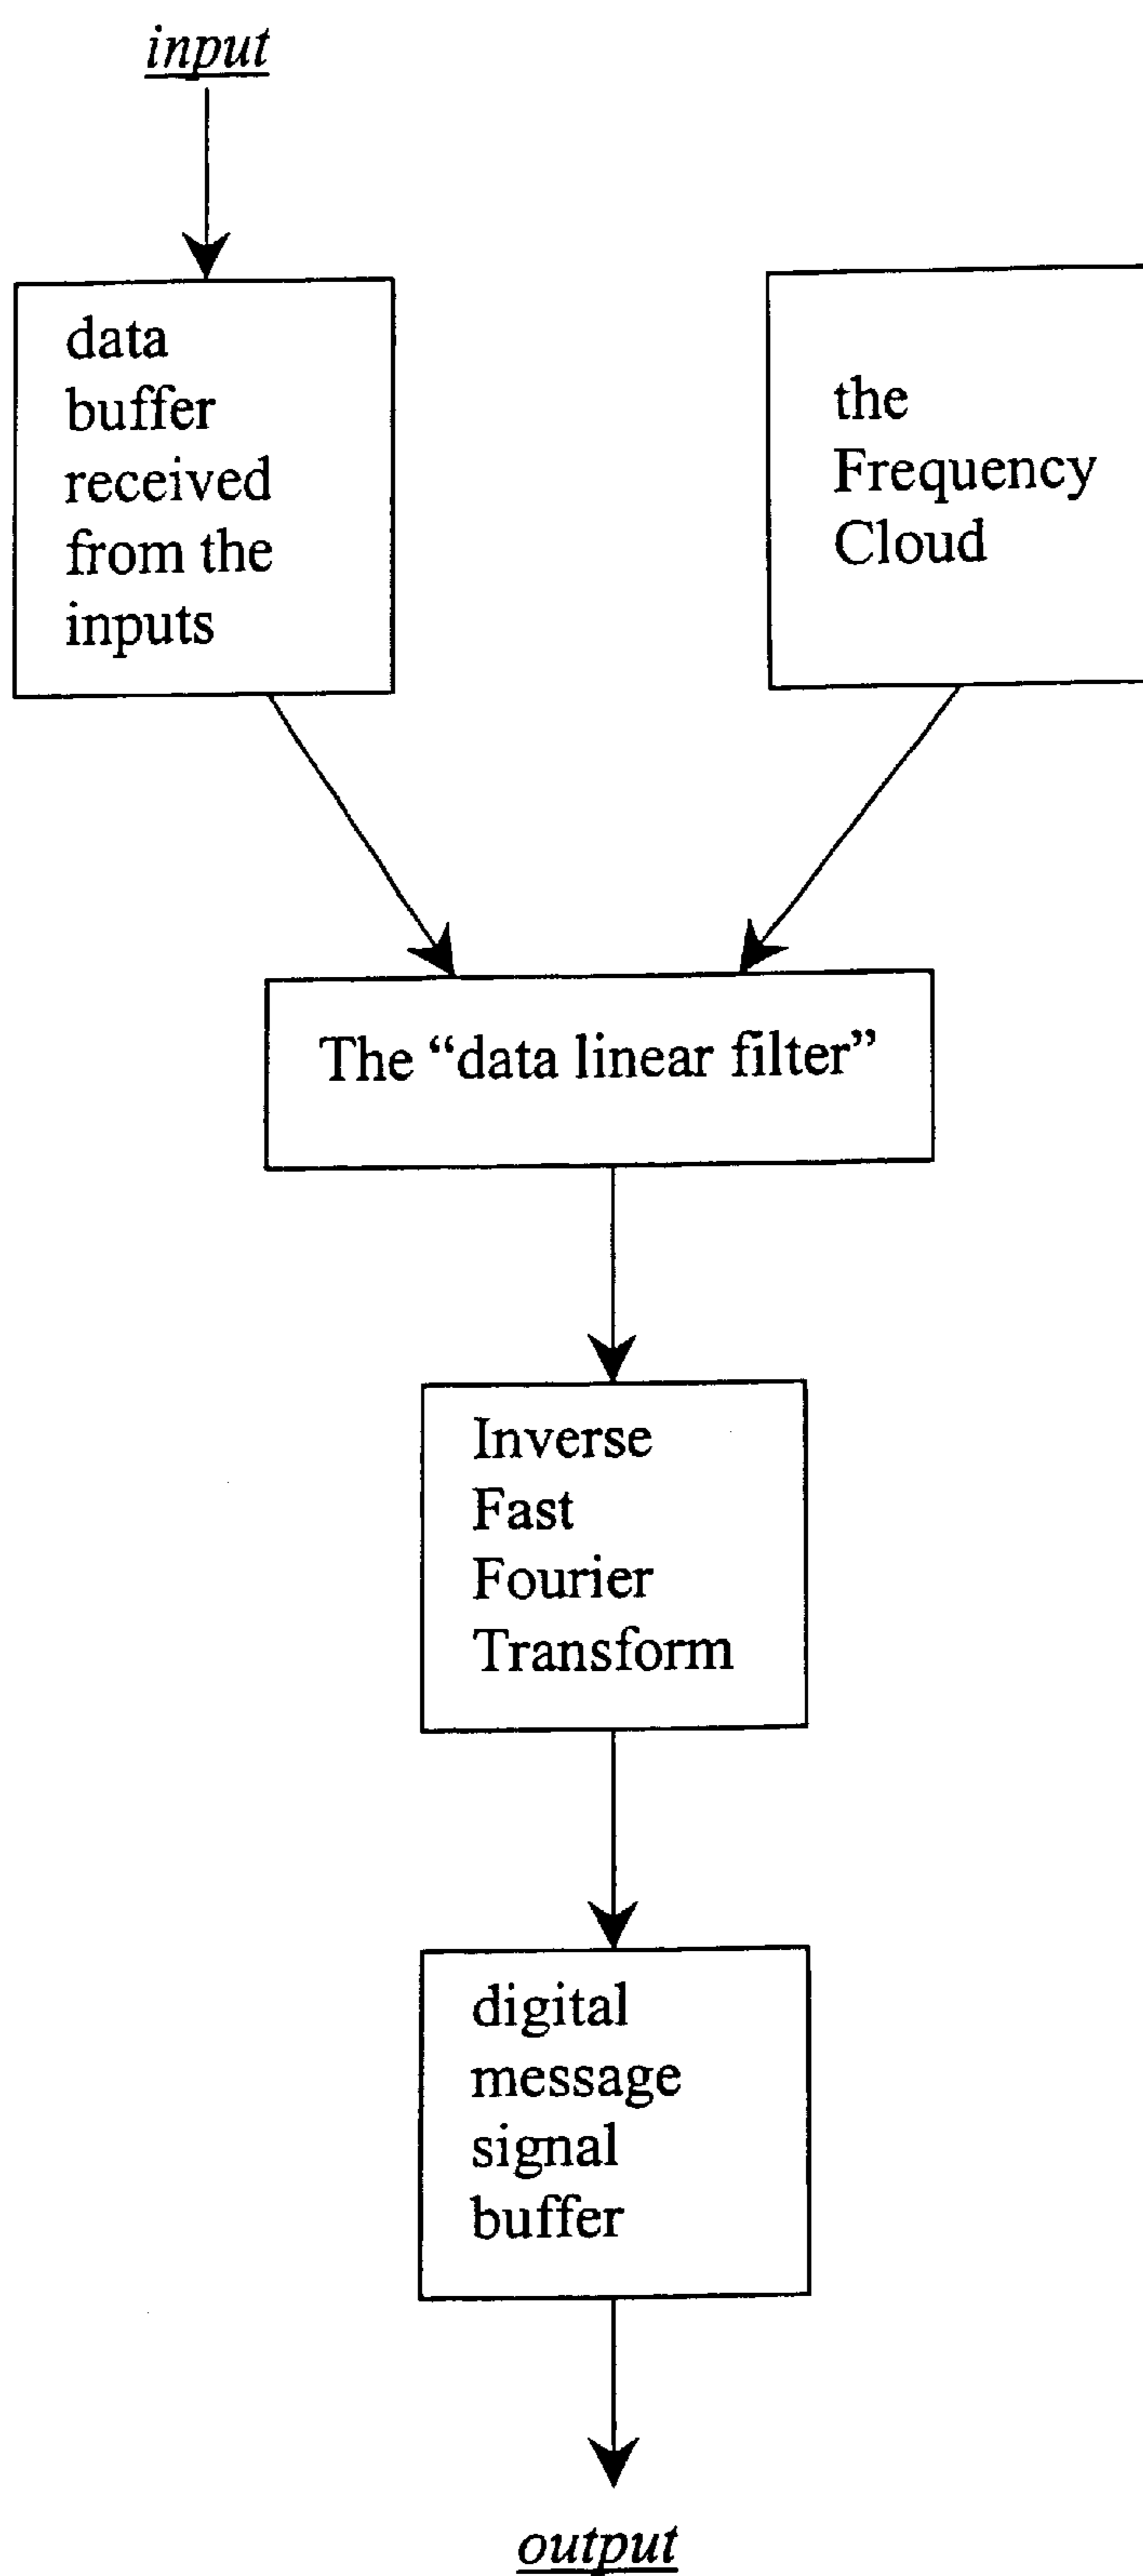 input
data
buffer
received
from the
inputs
the
Frequency
Cloud
The “data linear filter”
Inverse
Fast
Fourier
Transform
digital
message
signal
buffer
output